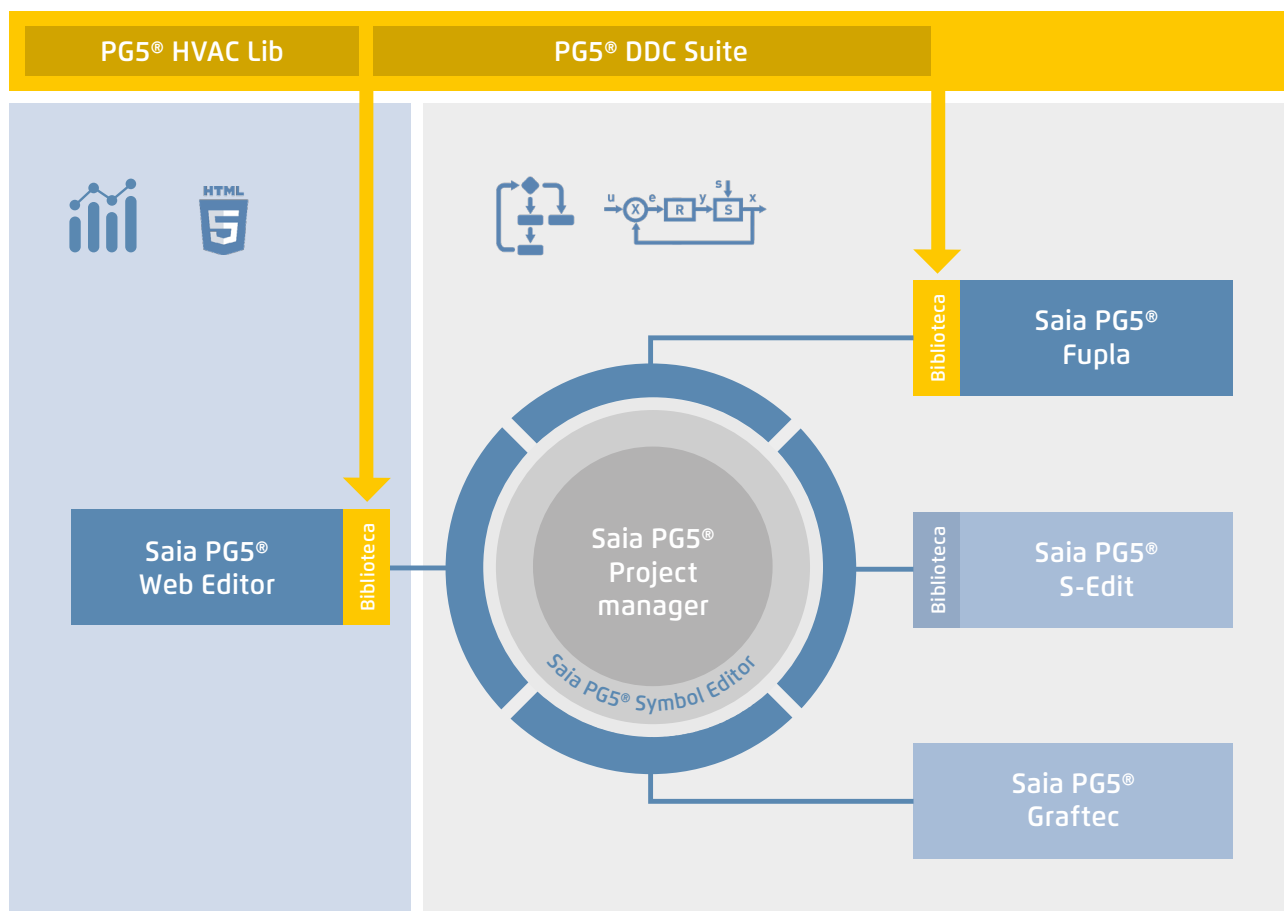 PG5® HVAC Lib
PG5® DDC Suite
HTML
5
u
X
e
R
y
s
S
x
Biblioteca
Saia PG5®
Fupla
Saia PG5®
Web Editor
Biblioteca
Saia PG5®
Project
manager
Saia PG5® Symbol Editor
Biblioteca
Saia PG5®
S-Edit
Saia PG5®
Graftec